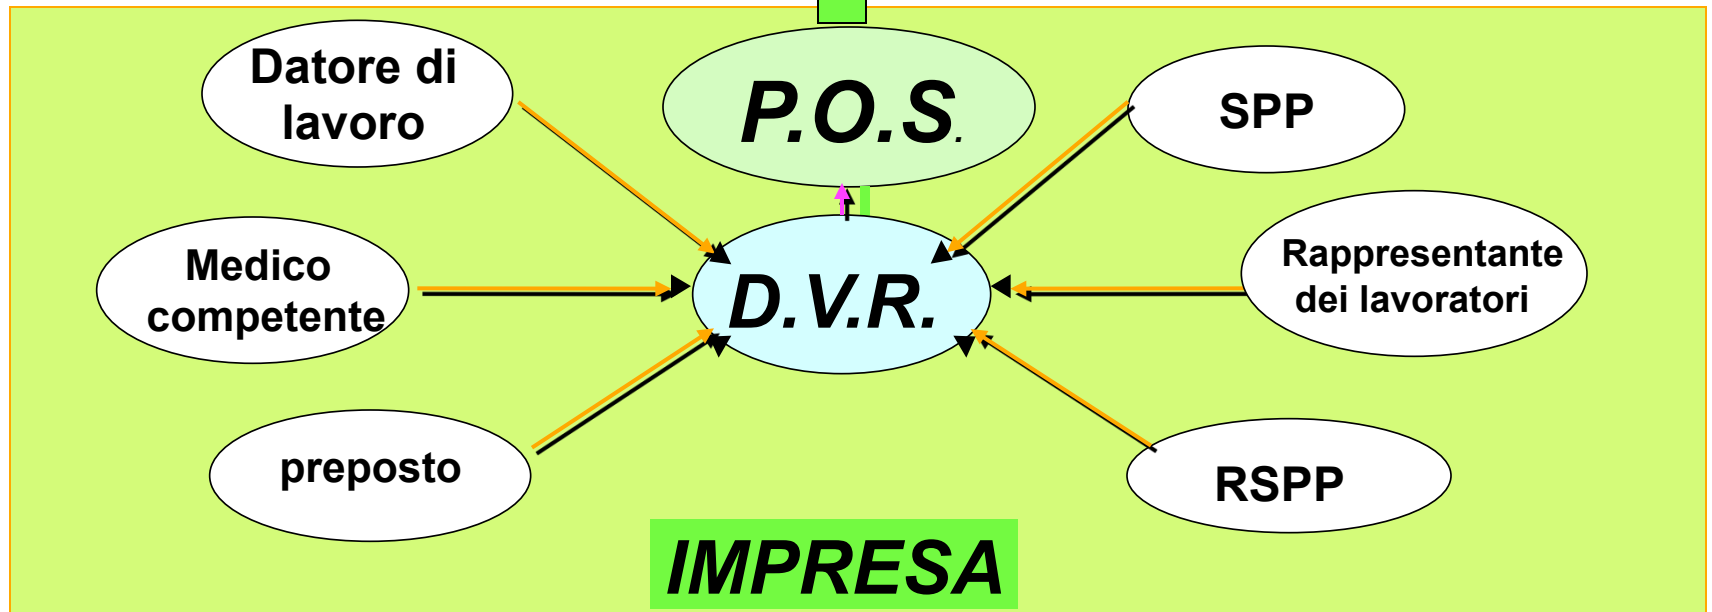 Datore di
lavoro
P.O.S.
SPP
Medico
competente
D.V.R.
Rappresentante
dei lavoratori
preposto
RSPP
IMPRESA